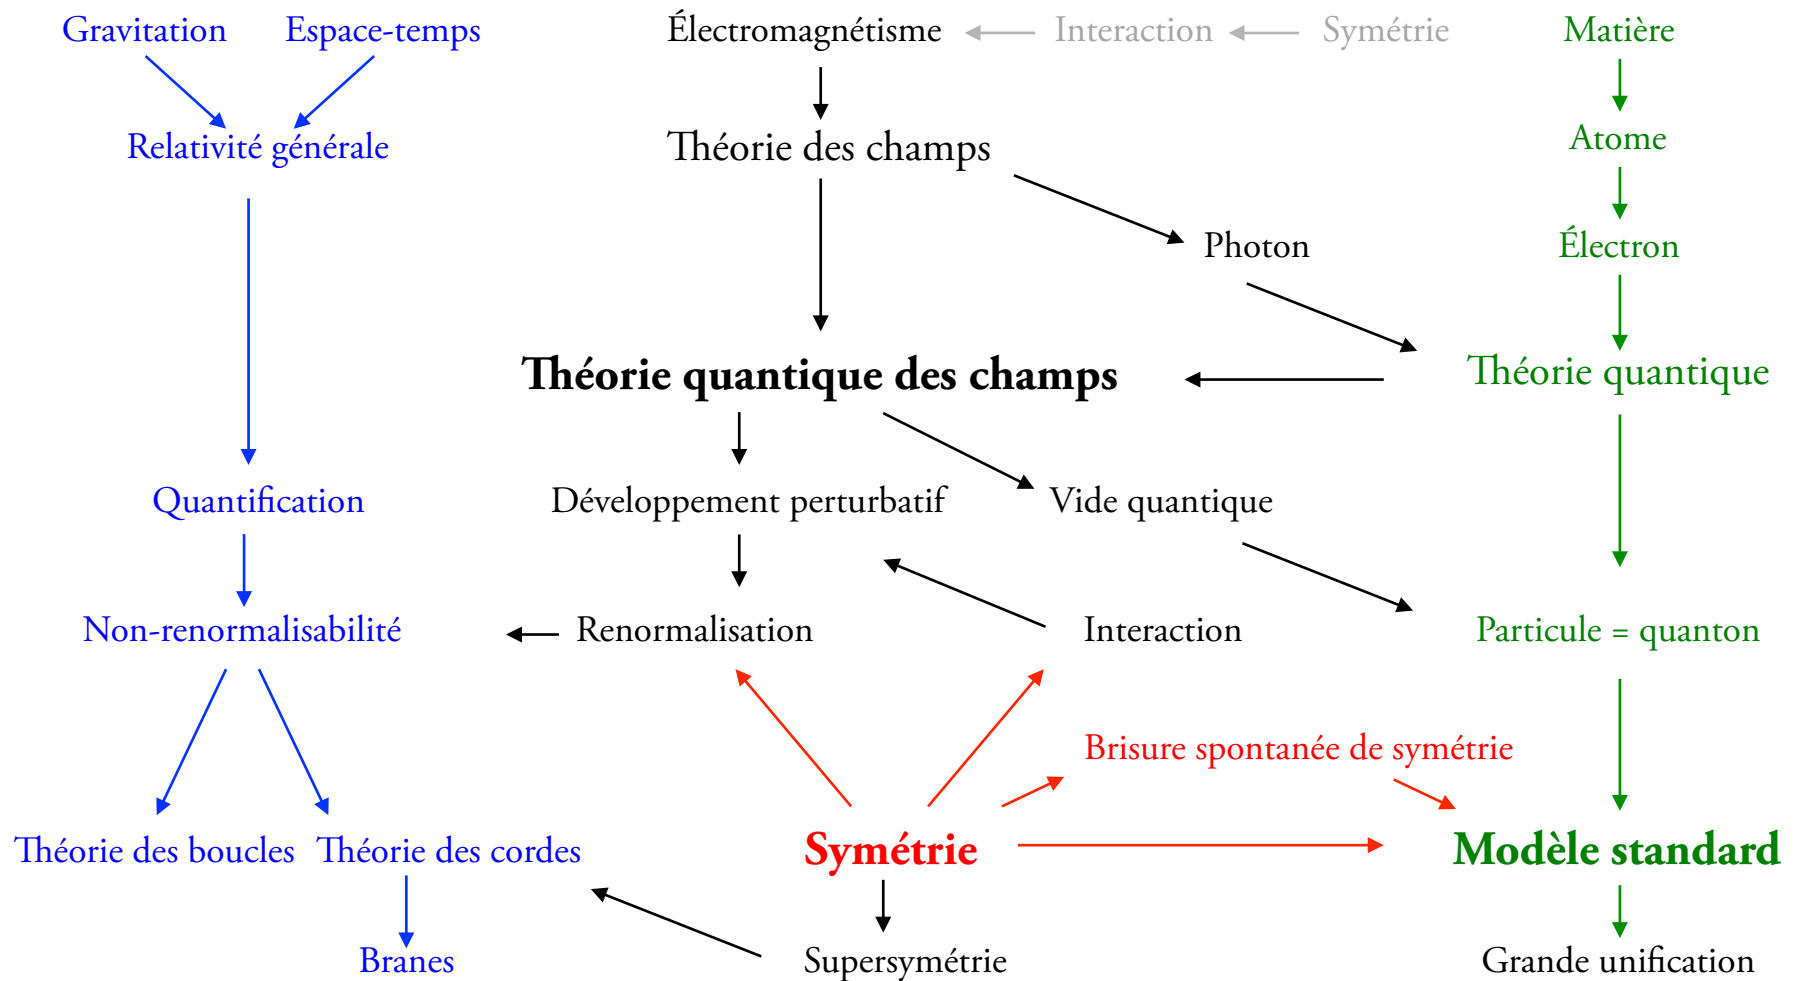 Gravitation
Espace-temps
Électromagnétisme
Interaction
Symétrie
Matière
Relativité générale
Théorie des champs
Atome
Photon
Électron
Théorie quantique des champs
Théorie quantique
Quantification
Développement perturbatif
Vide quantique
Non-renormalisabilité
Renormalisation
Interaction
Particule = quanton
Brisure spontanée de symétrie
Théorie des boucles
Théorie des cordes
Symétrie
Modèle standard
Branes
Supersymétrie
Grande unification